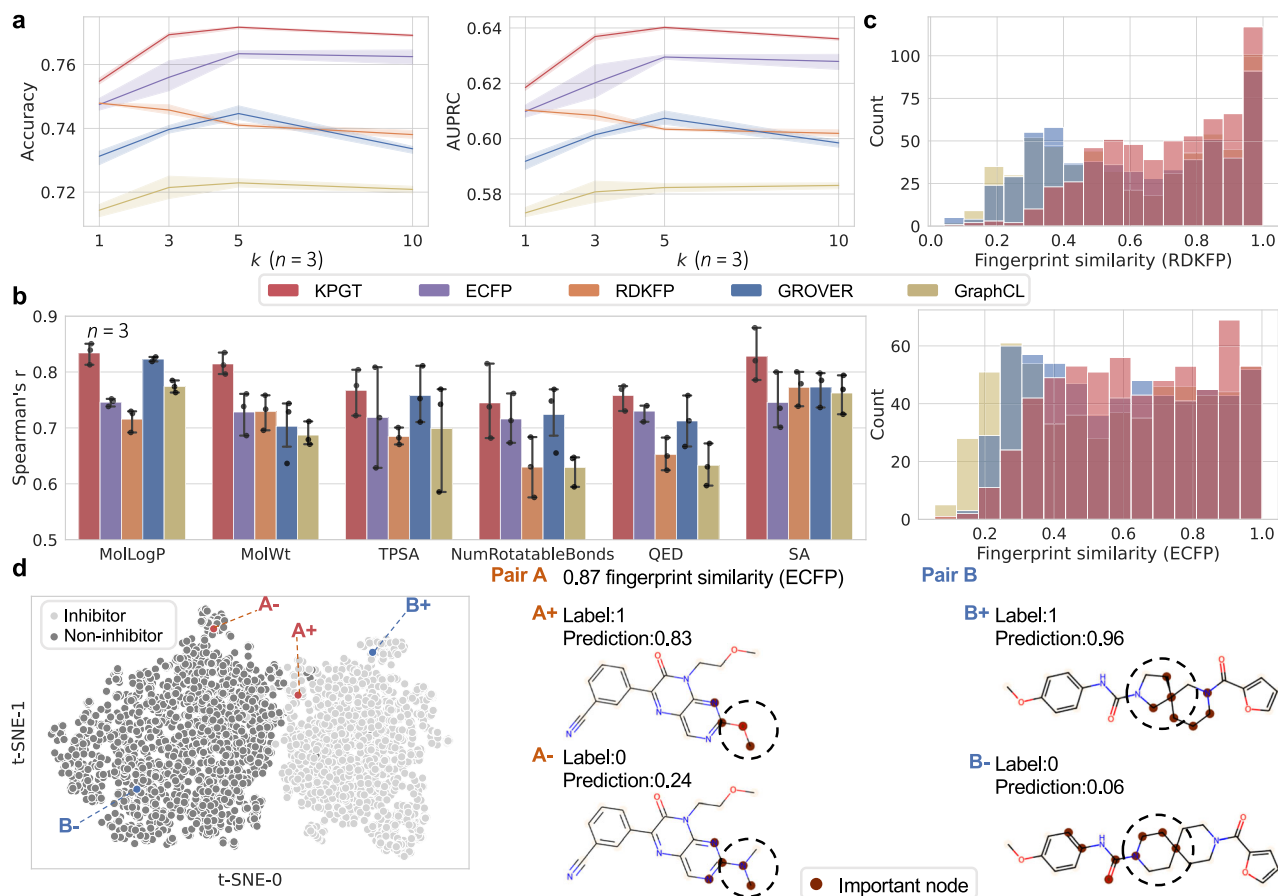 a
0.76
0.74
0.72
Accuracy
1
3
5
10
k (n = 3)
0.64
0.62
0.60
0.58
AUPRC
1
3
5
10
k (n = 3)
c
100
75
50
25
0
Count
0.0
0.2
0.4
0.6
0.8
1.0
Fingerprint similarity (RDKFP)
KPGT
ECFP
RDKFP
GROVER
GraphCL
b
0.9
0.8
0.7
0.6
0.5
Spearman's r
n = 3
MolLogP
MolWt
TPSA
NumRotatableBonds
QED
SA
60
40
20
0
Count
0.2
0.4
0.6
0.8
1.0
Fingerprint similarity (ECFP)
d
Inhibitor
Non-inhibitor
A-
A+
B+
B-
t-SNE-1
t-SNE-0
Pair A 0.87 fingerprint similarity (ECFP)
A+ Label:1
Prediction:0.83
O
O
N
N
N
N
N
A- Label:0
Prediction:0.24
O
O
N
N
N
N
N
N
Pair B
B+ Label:1
Prediction:0.96
O
H
N
O
N
N
O
O
B- Label:0
Prediction:0.06
O
H
N
O
N
N
O
O
Important node